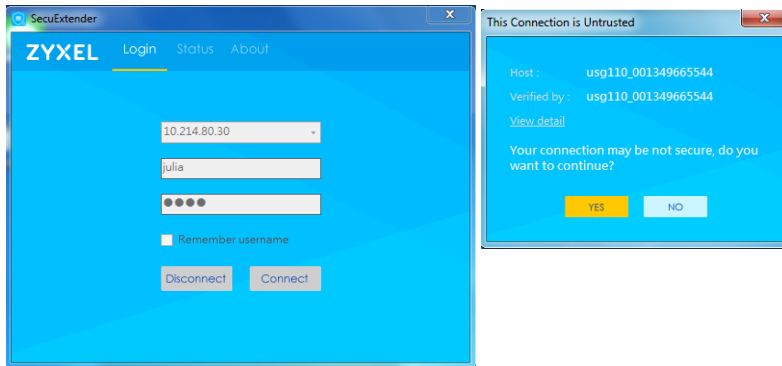 SecuExtender
ZYXEL Login Status About
10.214.80.30
julia
Remember username
Disconnect Connect
This Connection is Untrusted
Host : usg110_001349665544
Verified by : usg110_001349665544
View detail
Your connection may be not secure, do you
want to continue?
YES NO